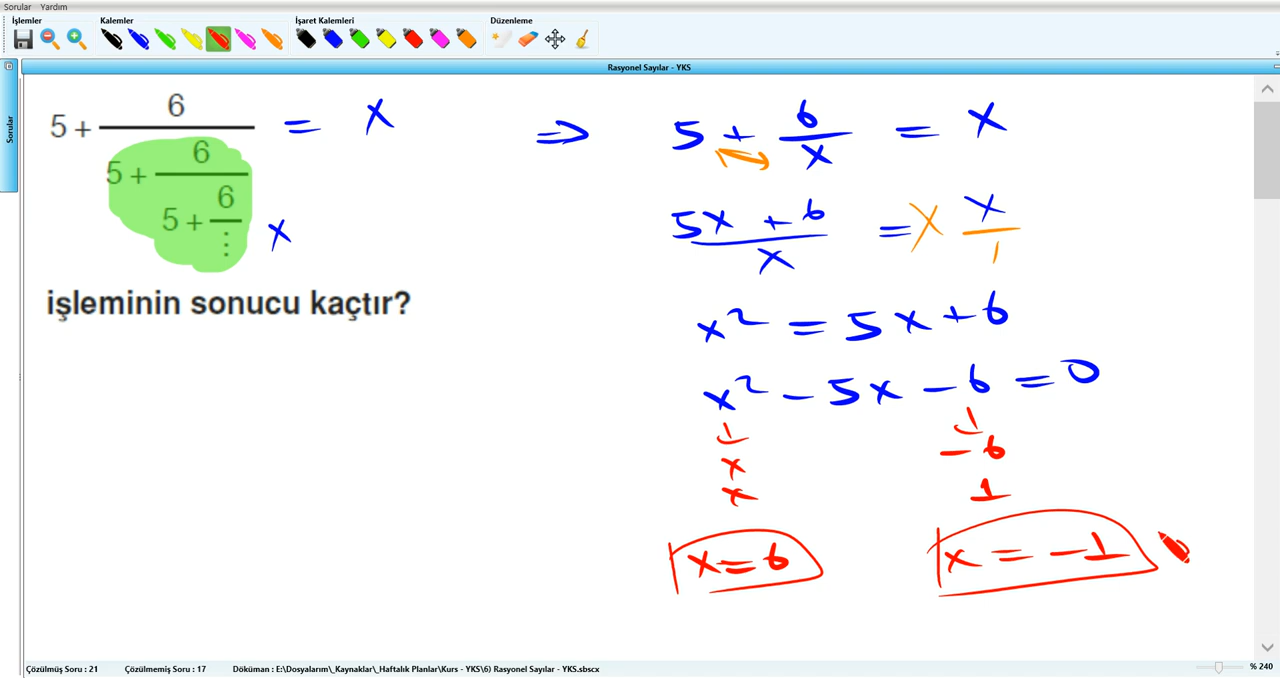 Sorular Yardım
İşlemler Kalemler İşaret Kalemleri Düzenleme
Rasyonel Sayılar - YKS
Sorular
5 + 6 / (5 + 6 / (5 + 6 / ⋮)) = x ⇒ 5 + 6/x = x
x
(5x + 6)/x = x/1
işleminin sonucu kaçtır?
x² = 5x + 6
x² - 5x - 6 = 0
x - 6
x 1
x = 6 x = -1
Çözülmüş Soru : 21 Çözülmemiş Soru : 17 Döküman : E:\Dosyalarım\_Kaynaklar\_Haftalık Planlar\Kurs - YKS\6) Rasyonel Sayılar - YKS.sbscx % 240